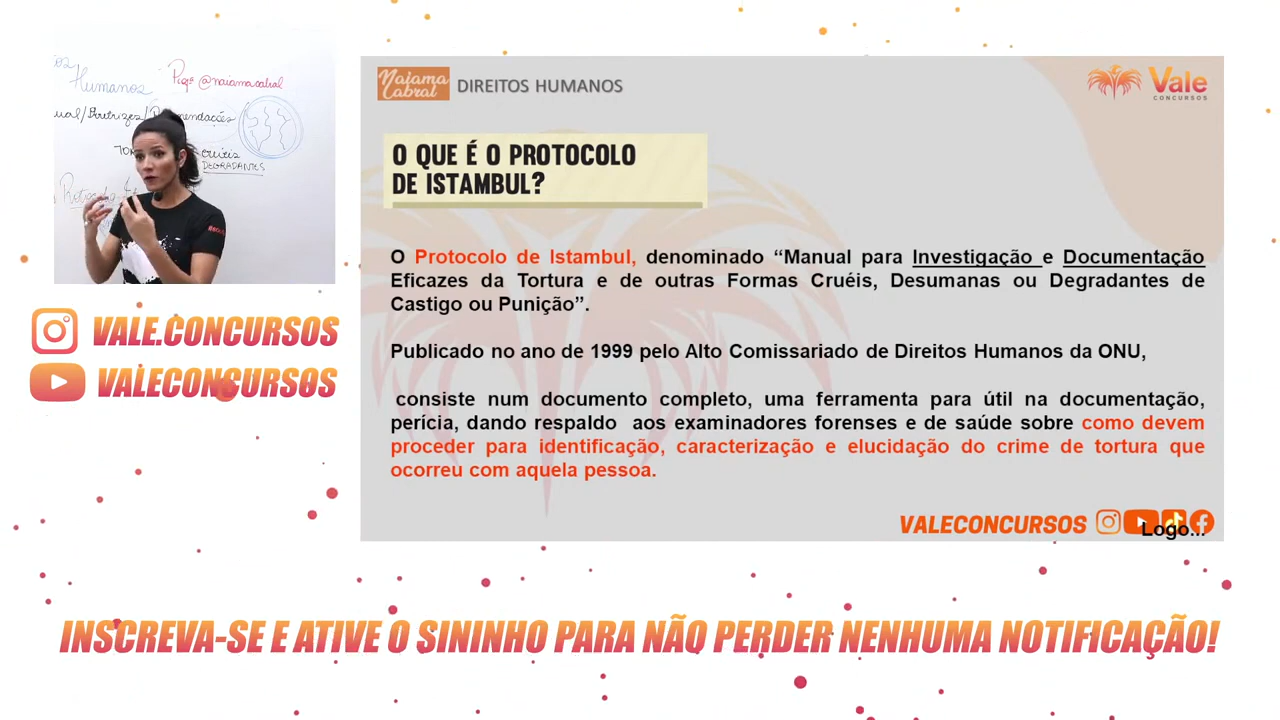 Humanos
Profª @naiamacabral
DEGRADANTES
VALE.CONCURSOS
VALECONCURSOS
Naiama
Cabral
DIREITOS HUMANOS
Vale
CONCURSOS
O QUE É O PROTOCOLO
DE ISTAMBUL?
O Protocolo de Istambul, denominado “Manual para Investigação e Documentação
Eficazes da Tortura e de outras Formas Cruéis, Desumanas ou Degradantes de
Castigo ou Punição”.
Publicado no ano de 1999 pelo Alto Comissariado de Direitos Humanos da ONU,
consiste num documento completo, uma ferramenta para útil na documentação,
perícia, dando respaldo aos examinadores forenses e de saúde sobre como devem
proceder para identificação, caracterização e elucidação do crime de tortura que
ocorreu com aquela pessoa.
VALECONCURSOS
Logo...
INSCREVA-SE E ATIVE O SININHO PARA NÃO PERDER NENHUMA NOTIFICAÇÃO!